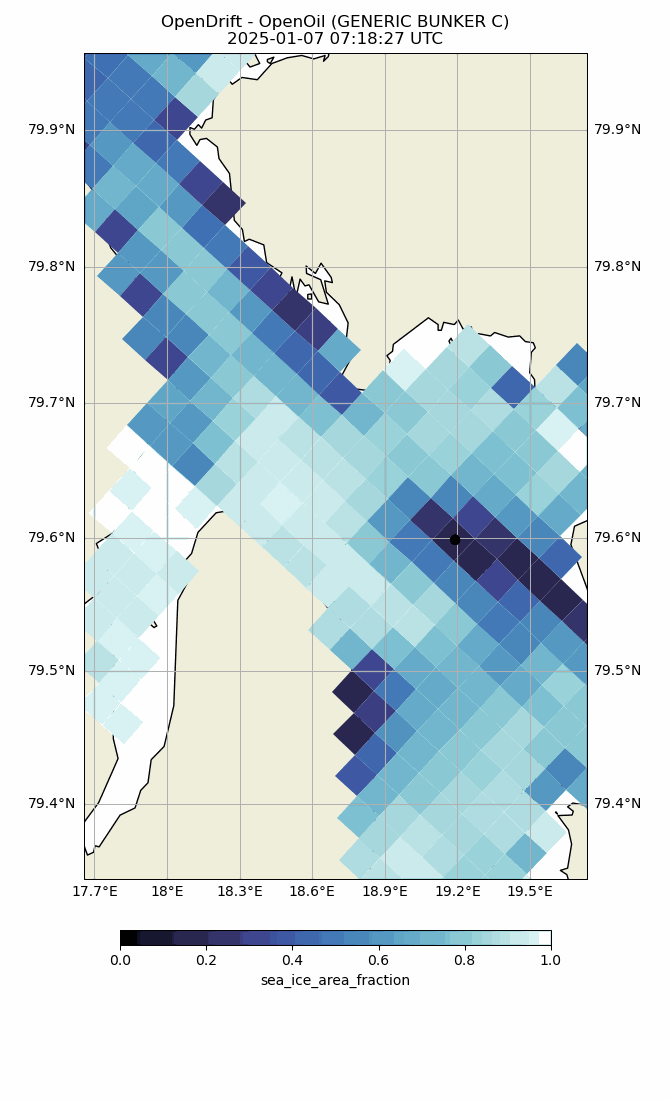 OpenDrift - OpenOil (GENERIC BUNKER C)
2025-01-07 07:18:27 UTC
79.9°N 79.9°N
79.8°N 79.8°N
79.7°N 79.7°N
79.6°N 79.6°N
79.5°N 79.5°N
79.4°N 79.4°N
17.7°E 18°E 18.3°E 18.6°E 18.9°E 19.2°E 19.5°E
0.0 0.2 0.4 0.6 0.8 1.0
sea_ice_area_fraction